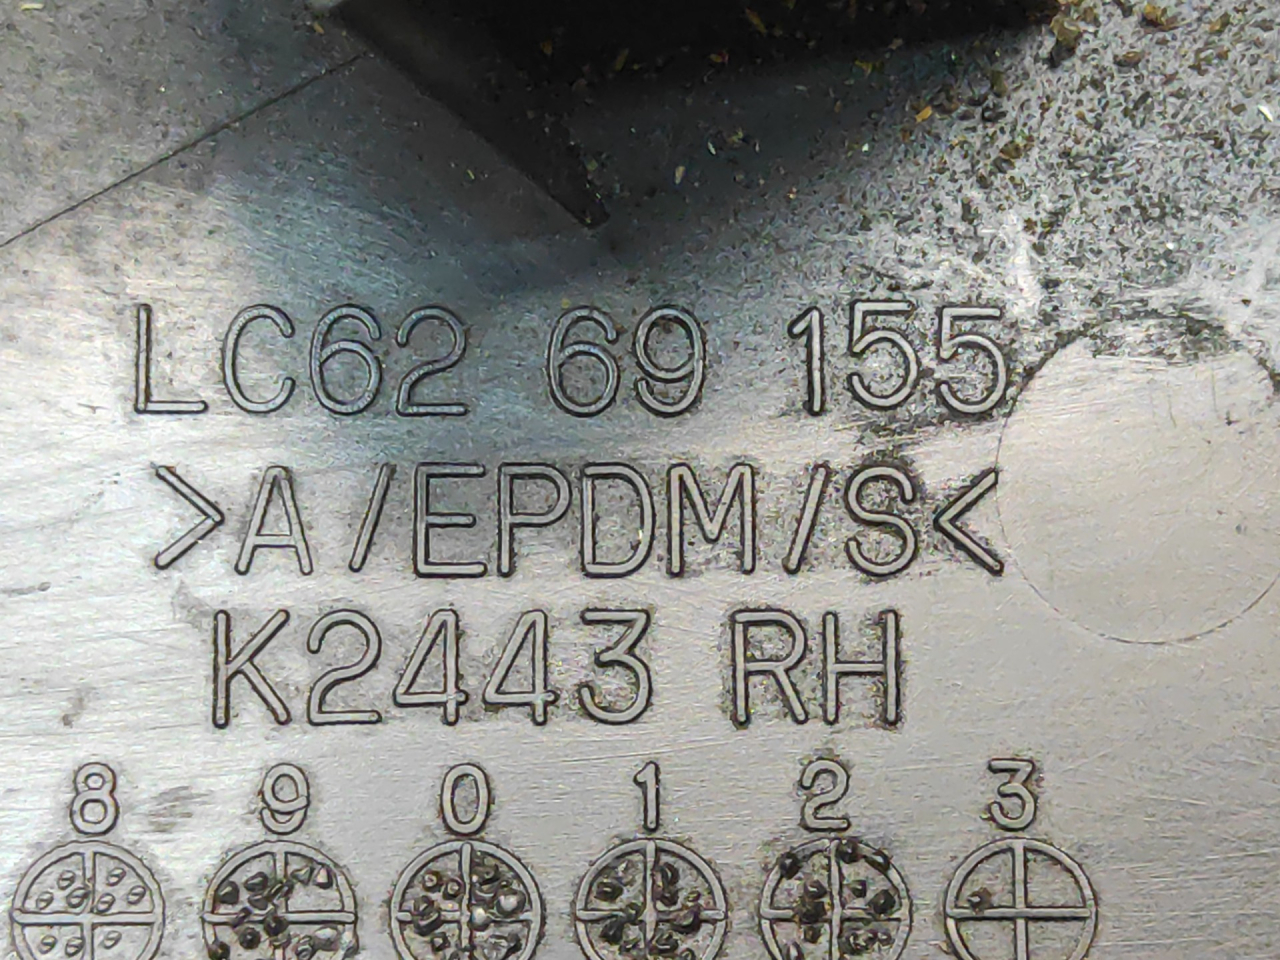 LC62 69 155
>A/EPDM/S<
K2443 RH
8 9 0 1 2 3